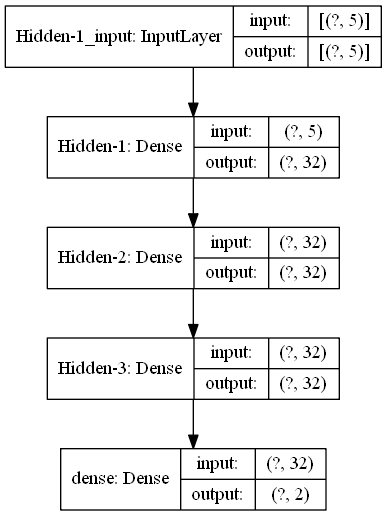 Hidden-1_input: InputLayer
input: [(?, 5)]
output: [(?, 5)]
Hidden-1: Dense
input: (?, 5)
output: (?, 32)
Hidden-2: Dense
input: (?, 32)
output: (?, 32)
Hidden-3: Dense
input: (?, 32)
output: (?, 32)
dense: Dense
input: (?, 32)
output: (?, 2)